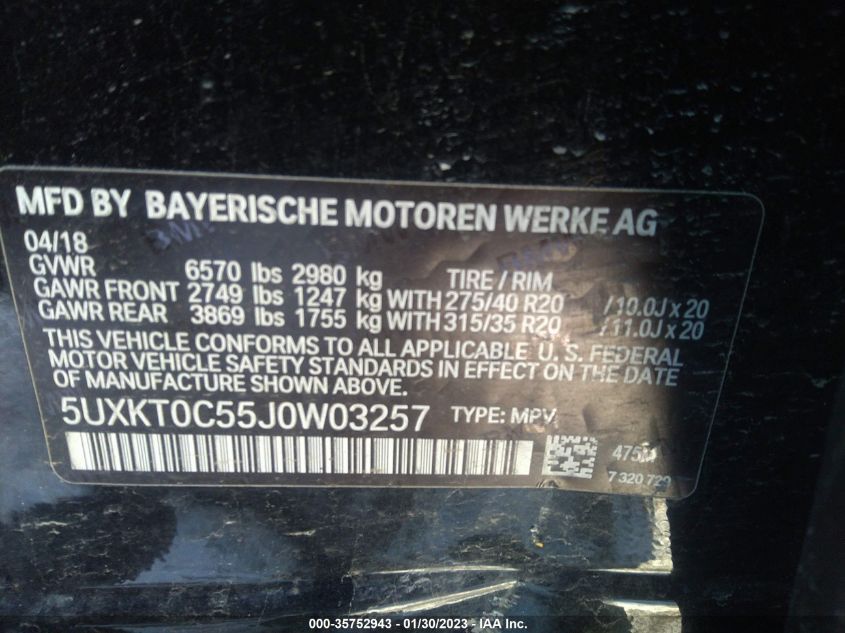 MFD BY BAYERISCHE MOTOREN WERKE AG
04/18
GVWR 6570 lbs 2980 kg TIRE / RIM
GAWR FRONT 2749 lbs 1247 kg WITH 275/40 R20 /10.0J x 20
GAWR REAR 3869 lbs 1755 kg WITH 315/35 R20 /11.0J x 20
THIS VEHICLE CONFORMS TO ALL APPLICABLE U. S. FEDERAL
MOTOR VEHICLE SAFETY STANDARDS IN EFFECT ON THE DATE
OF MANUFACTURE SHOWN ABOVE.
5UXKT0C55J0W03257 TYPE: MPV
7 320 729
000-35752943 / 01/30/2023 / IAA Inc.